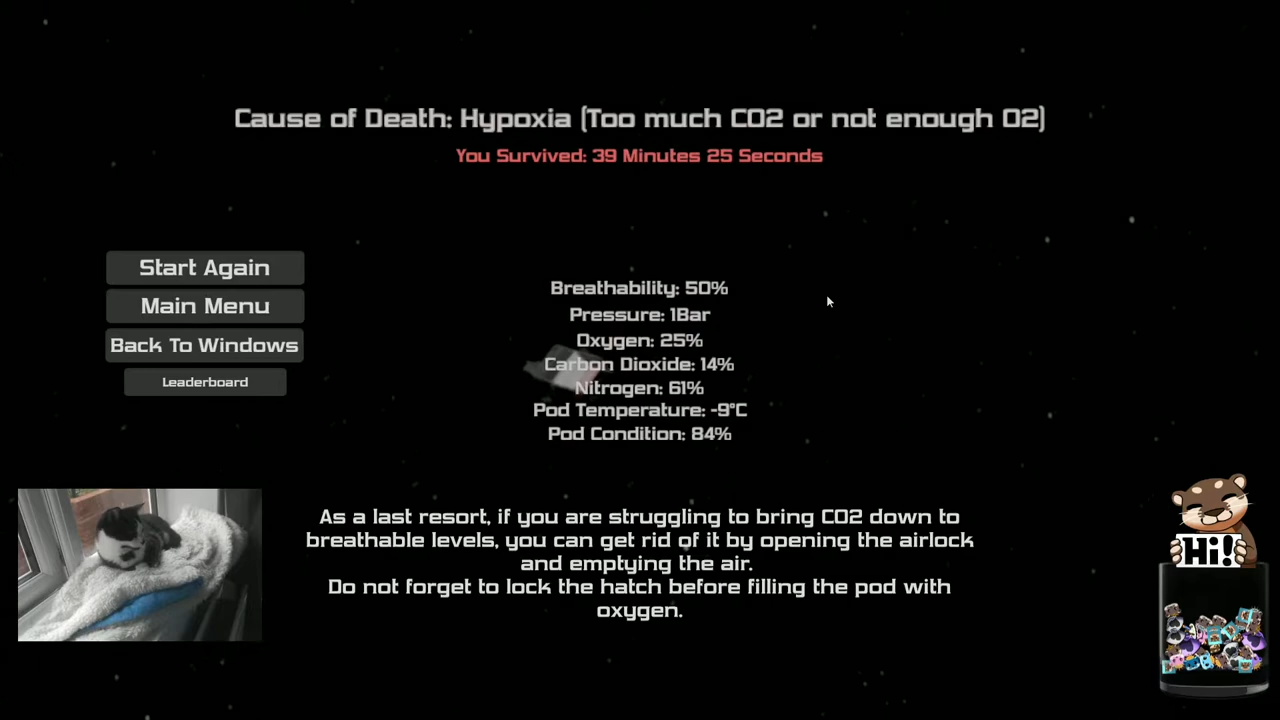 Cause of Death: Hypoxia (Too much CO2 or not enough O2)
You Survived: 39 Minutes 25 Seconds
Start Again
Main Menu
Back To Windows
Leaderboard
Breathability: 50%
Pressure: 1Bar
Oxygen: 25%
Carbon Dioxide: 14%
Nitrogen: 61%
Pod Temperature: -9°C
Pod Condition: 84%
As a last resort, if you are struggling to bring CO2 down to
breathable levels, you can get rid of it by opening the airlock
and emptying the air.
Do not forget to lock the hatch before filling the pod with
oxygen.
Hi!